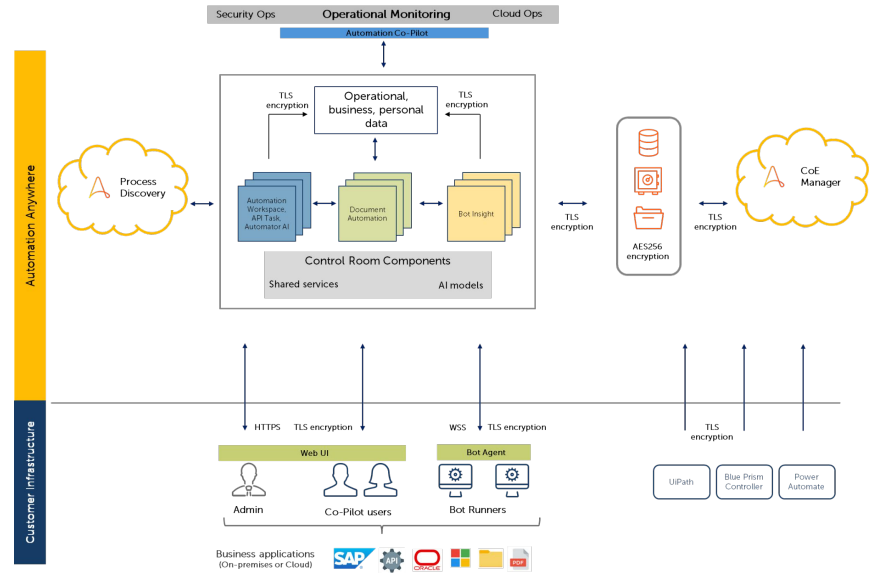 Security Ops
Operational Monitoring
Cloud Ops
Automation Co-Pilot
Automation Anywhere
TLS
encryption
Operational,
business, personal
data
TLS
encryption
Process
Discovery
Automation
Workspace,
API Task,
Automator AI
Document
Automation
Bot Insight
TLS
encryption
AES256
encryption
TLS
encryption
CoE
Manager
Control Room Components
Shared services
AI models
Customer Infrastructure
HTTPS
TLS encryption
WSS
TLS encryption
TLS
encryption
Web UI
Bot Agent
Admin
Co-Pilot users
Bot Runners
UiPath
Blue Prism
Controller
Power
Automate
Business applications
(On-premises or Cloud)
SAP
API
ORACLE
PDF